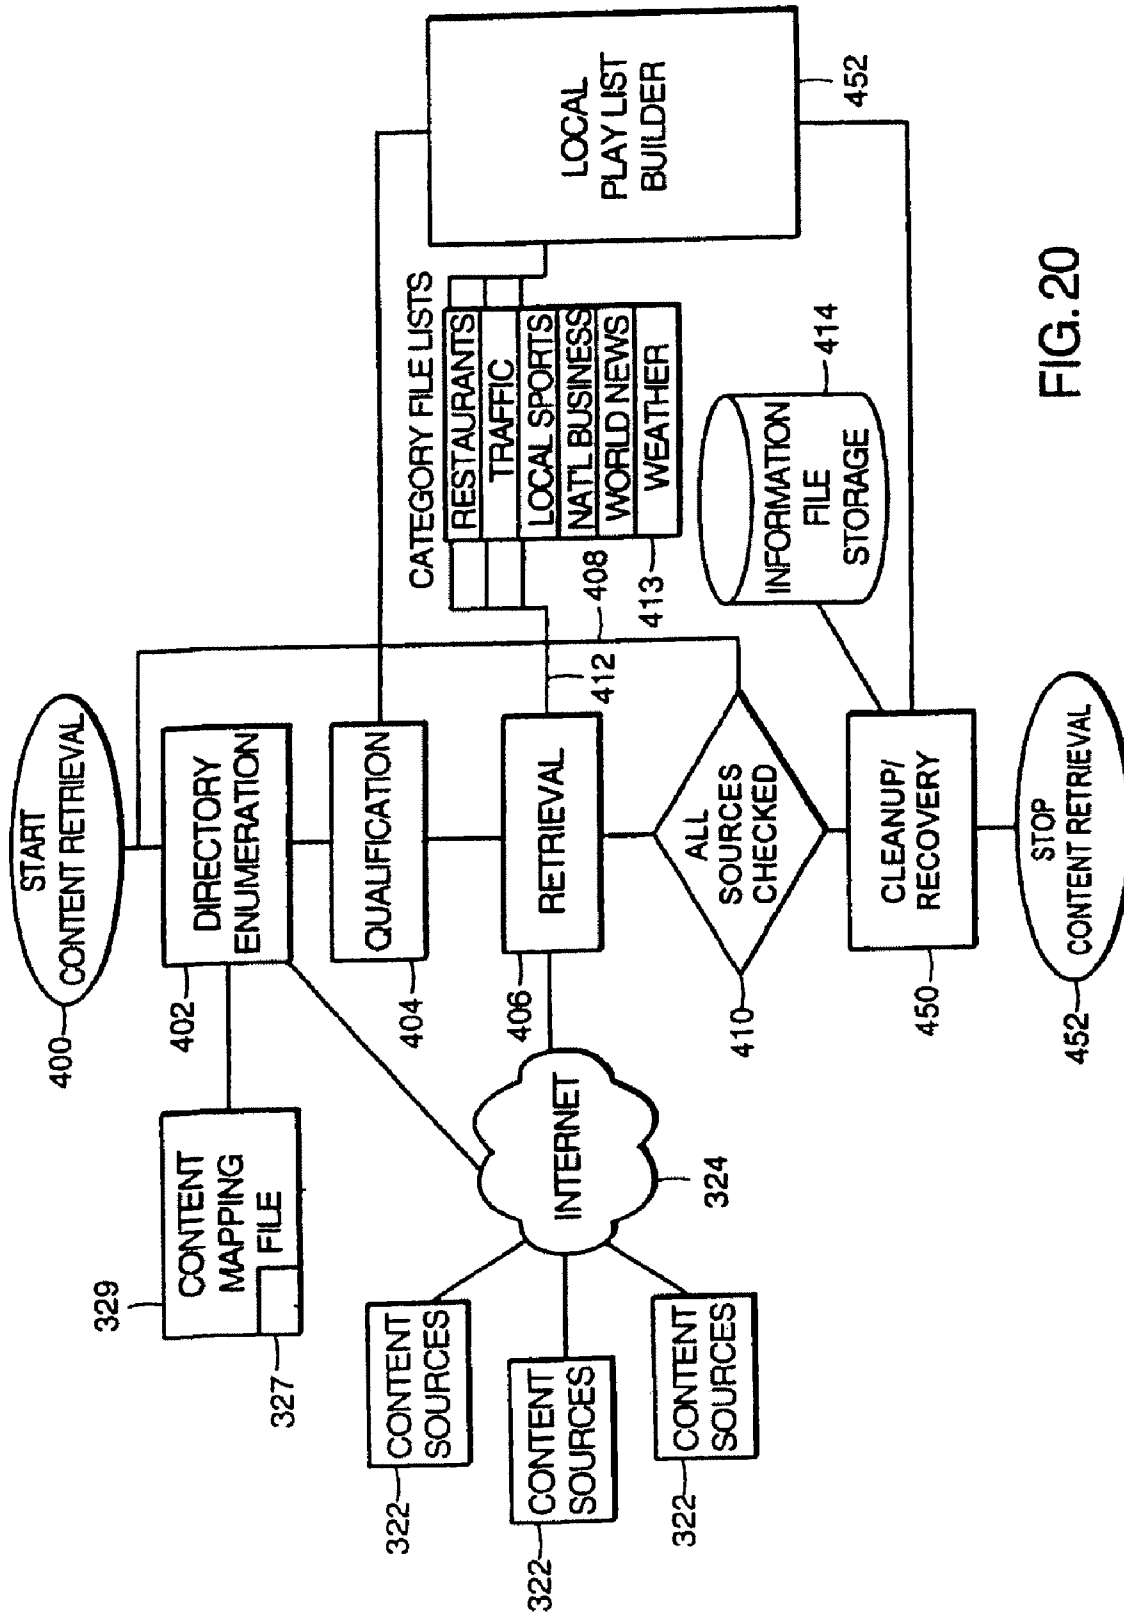 START
CONTENT RETRIEVAL
400
DIRECTORY
ENUMERATION
402
CONTENT
MAPPING
FILE
329
327
QUALIFICATION
404
RETRIEVAL
406
412
408
CATEGORY FILE LISTS
RESTAURANTS
TRAFFIC
LOCAL SPORTS
NAT'L BUSINESS
WORLD NEWS
WEATHER
413
LOCAL
PLAY LIST
BUILDER
452
INTERNET
324
CONTENT
SOURCES
322
CONTENT
SOURCES
322
CONTENT
SOURCES
322
ALL
SOURCES
CHECKED
410
INFORMATION
FILE
STORAGE
414
CLEANUP/
RECOVERY
450
STOP
CONTENT RETRIEVAL
452
FIG. 20